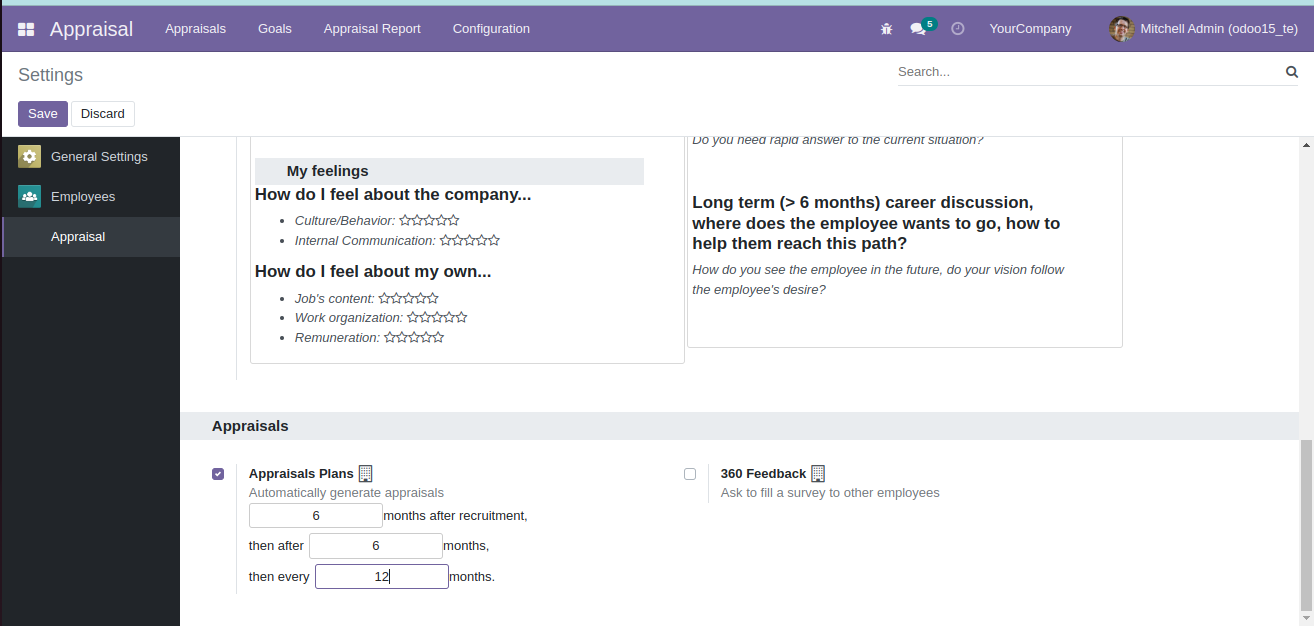 Appraisal Appraisals Goals Appraisal Report Configuration 5 YourCompany Mitchell Admin (odoo15_te)
Settings
Search...
Save Discard
General Settings
Employees
Appraisal
My feelings
How do I feel about the company...
• Culture/Behavior: ☆☆☆☆☆
• Internal Communication: ☆☆☆☆☆
How do I feel about my own...
• Job's content: ☆☆☆☆☆
• Work organization: ☆☆☆☆☆
• Remuneration: ☆☆☆☆☆
Do you need rapid answer to the current situation?
Long term (> 6 months) career discussion,
where does the employee wants to go, how to
help them reach this path?
How do you see the employee in the future, do your vision follow
the employee's desire?
Appraisals
Appraisals Plans
Automatically generate appraisals
6 months after recruitment,
then after 6 months,
then every 12 months.
360 Feedback
Ask to fill a survey to other employees